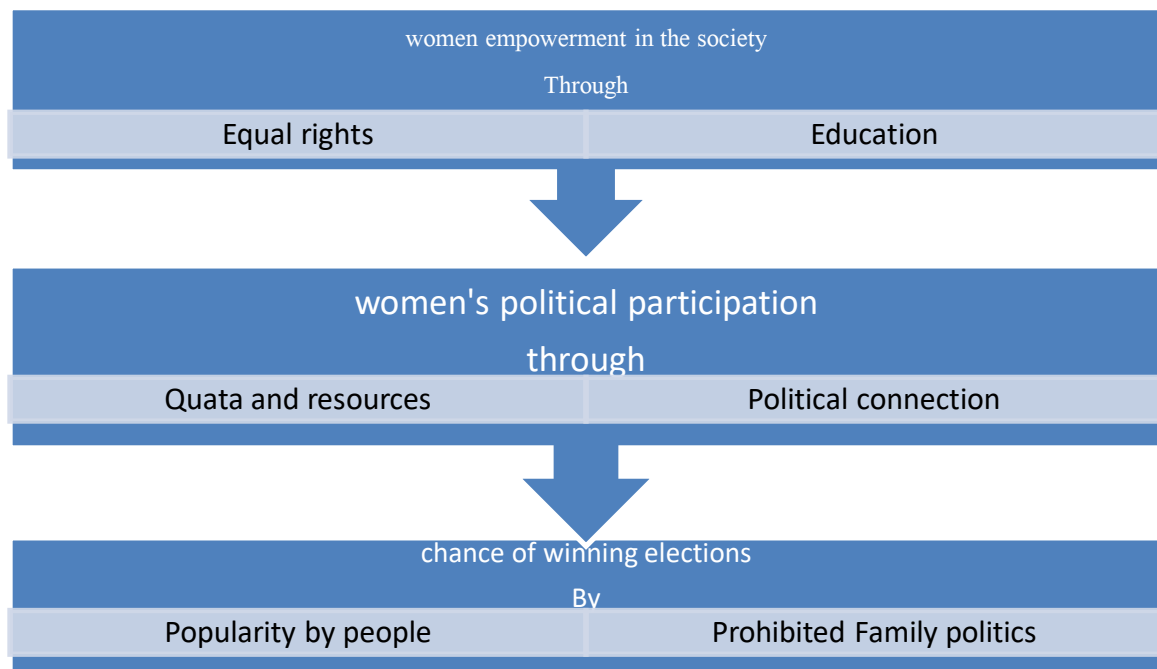 women empowerment in the society
Through
Equal rights Education
women's political participation
through
Quata and resources Political connection
chance of winning elections
By
Popularity by people Prohibited Family politics